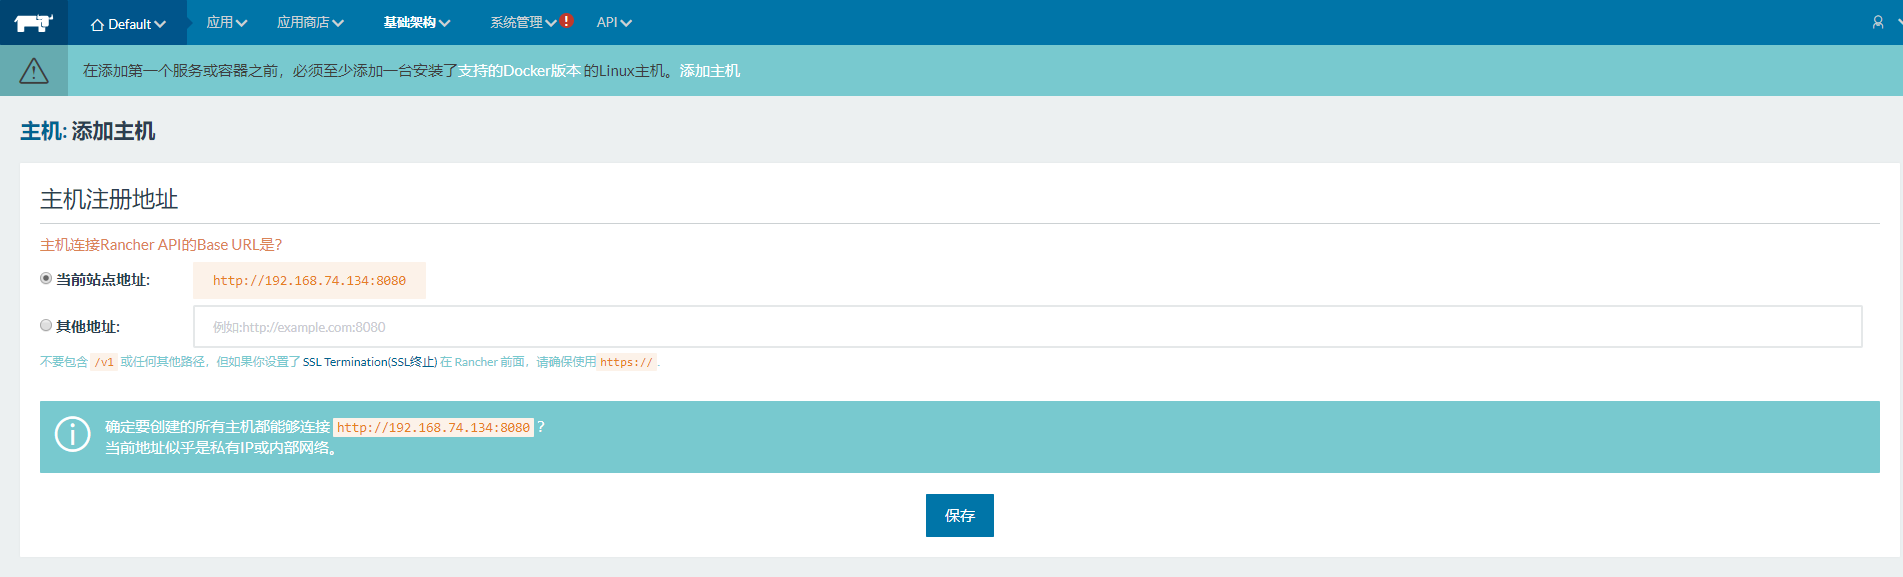 Default 应用 应用商店 基础架构 系统管理 ! API
在添加第一个服务或容器之前，必须至少添加一台安装了支持的Docker版本 的Linux主机。添加主机
主机: 添加主机
主机注册地址
主机连接Rancher API的Base URL是?
当前站点地址: http://192.168.74.134:8080
其他地址: 例如:http://example.com:8080
不要包含 /v1 或任何其他路径，但如果你设置了 SSL Termination(SSL终止) 在 Rancher 前面，请确保使用 https:// .
确定要创建的所有主机都能够连接 http://192.168.74.134:8080 ?
当前地址似乎是私有IP或内部网络。
保存